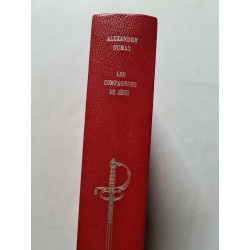 ALEXANDRE
DUMAS
LES
COMPAGNONS
DE JÉHU